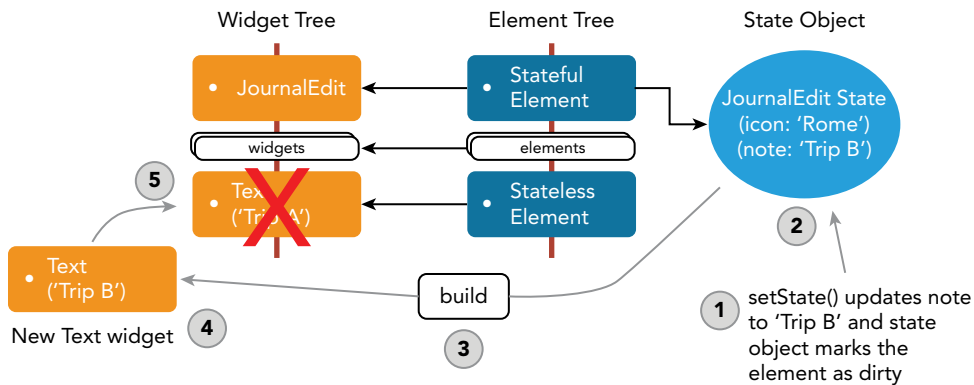 Widget Tree
Element Tree
State Object
• JournalEdit
• Stateful
Element
JournalEdit State
(icon: ‘Rome’)
(note: ‘Trip B’)
widgets
elements
5
• Text
(‘Trip A’)
• Stateless
Element
2
• Text
(‘Trip B’)
build
1
setState() updates note
to ‘Trip B’ and state
object marks the
element as dirty
New Text widget
4
3